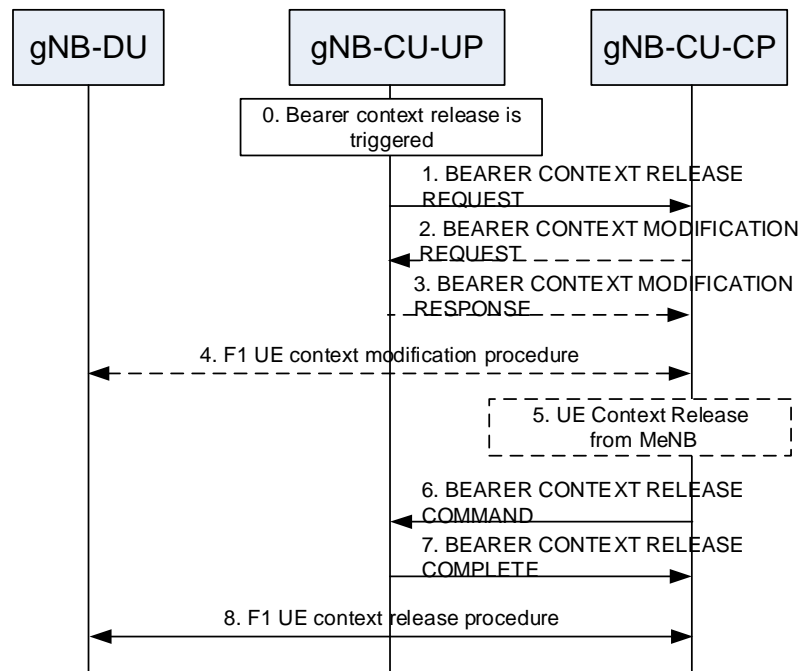 gNB-DU
gNB-CU-UP
gNB-CU-CP
0. Bearer context release is
triggered
1. BEARER CONTEXT RELEASE
REQUEST
2. BEARER CONTEXT MODIFICATION
REQUEST
3. BEARER CONTEXT MODIFICATION
RESPONSE
4. F1 UE context modification procedure
5. UE Context Release
from MeNB
6. BEARER CONTEXT RELEASE
COMMAND
7. BEARER CONTEXT RELEASE
COMPLETE
8. F1 UE context release procedure